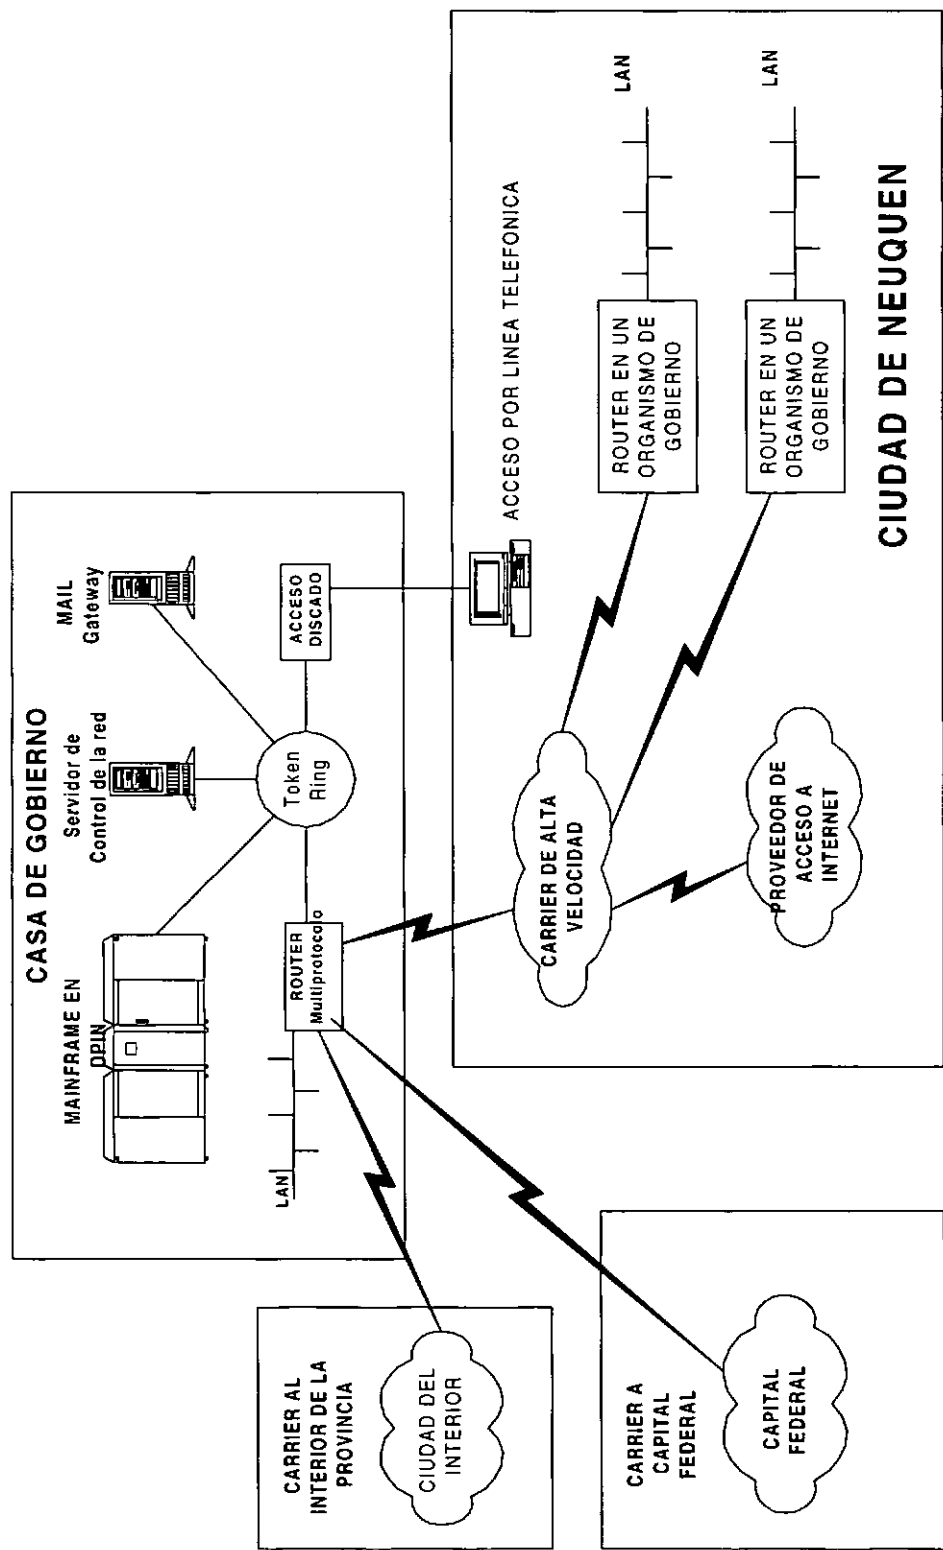 CASA DE GOBIERNO
MAINFRAME EN
DPIN
Servidor de
Control de la red
MAIL
Gateway
Token
Ring
LAN
ROUTER
Multiprotocolo
ACCESO
DISCADO
CARRIER AL
INTERIOR DE LA
PROVINCIA
CIUDAD DEL
INTERIOR
CARRIER A
CAPITAL
FEDERAL
CAPITAL
FEDERAL
ACCESO POR LINEA TELEFONICA
CARRIER DE ALTA
VELOCIDAD
ROUTER EN UN
ORGANISMO DE
GOBIERNO
LAN
PROVEEDOR DE
ACCESO A
INTERNET
ROUTER EN UN
ORGANISMO DE
GOBIERNO
LAN
CIUDAD DE NEUQUEN